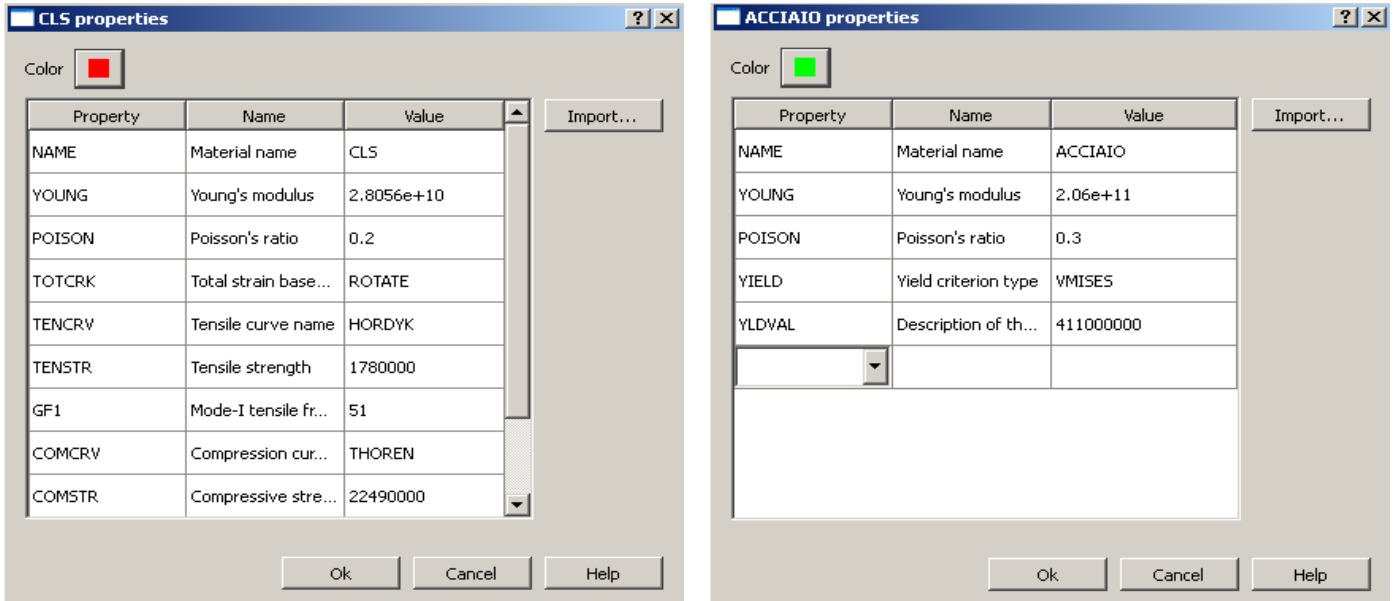 CLS properties
Color
Import...
Property Name Value
NAME Material name CLS
YOUNG Young's modulus 2.8056e+10
POISON Poisson's ratio 0.2
TOTCRK Total strain base... ROTATE
TENCRV Tensile curve name HORDYK
TENSTR Tensile strength 1780000
GF1 Mode-I tensile fr... 51
COMCRV Compression cur... THOREN
COMSTR Compressive stre... 22490000
Ok Cancel Help
ACCIAIO properties
Color
Import...
Property Name Value
NAME Material name ACCIAIO
YOUNG Young's modulus 2.06e+11
POISON Poisson's ratio 0.3
YIELD Yield criterion type VMISES
YLDVAL Description of th... 411000000
Ok Cancel Help